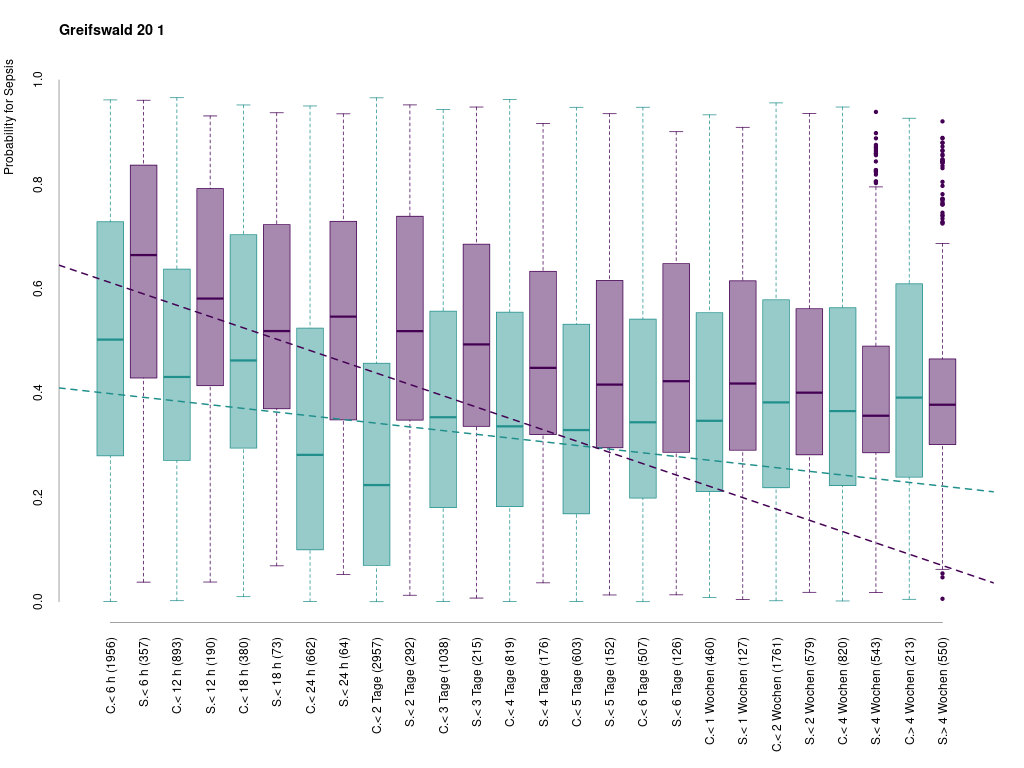 Greifswald 20 1
Probability for Sepsis
1.0
0.8
0.6
0.4
0.2
0.0
C.< 6 h (1956)
S.< 6 h (357)
C.< 12 h (893)
S.< 12 h (190)
C.< 18 h (380)
S.< 18 h (73)
C.< 24 h (662)
S.< 24 h (64)
C.< 2 Tage (2957)
S.< 2 Tage (292)
C.< 3 Tage (1038)
S.< 3 Tage (215)
C.< 4 Tage (819)
S.< 4 Tage (176)
C.< 5 Tage (603)
S.< 5 Tage (152)
C.< 6 Tage (507)
S.< 6 Tage (126)
C.< 1 Wochen (460)
S.< 1 Wochen (127)
C.< 2 Wochen (1761)
S.< 2 Wochen (579)
C.< 4 Wochen (820)
S.< 4 Wochen (543)
C.> 4 Wochen (213)
S.> 4 Wochen (550)